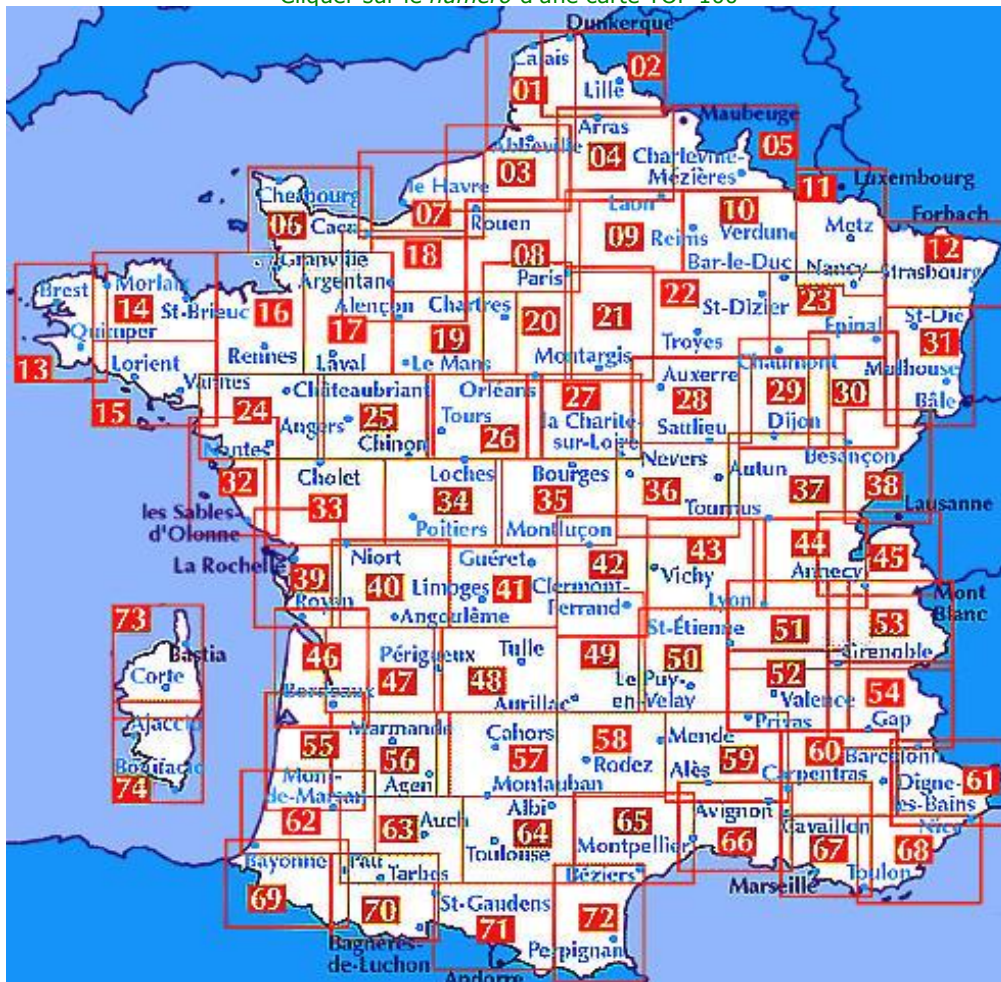 Cliquer sur le numéro d'une carte TOP 100
Dunkerque
Calais
02
01
Lille
Maubeuge
Arras
Abbeville
04
05
03
Charleville-
Mézières
Cherbourg
le Havre
11
Luxembourg
07
Rouen
Laon
10
Forbach
06
Caen
18
09
Reims
Verdun
Metz
12
Granville
08
Bar-le-Duc
Nancy
Strasbourg
Brest
Morlaix
Argentan
Paris
14
St-Brieuc
16
Alençon
Chartres
22
St-Dizier
23
St-Dié
Quimper
17
19
20
21
Epinal
31
13
Lorient
Rennes
Laval
Le Mans
Montargis
Troyes
Chaumont
Mulhouse
Vannes
Châteaubriant
Orléans
27
Auxerre
29
30
Bâle
15
24
25
Tours
la Charité-
sur-Loire
28
Angers
Chinon
26
Saulieu
Dijon
Nantes
Besançon
32
Cholet
Loches
Bourges
Nevers
Autun
38
33
34
35
36
37
Lausanne
les Sables-
d'Olonne
Poitiers
Montluçon
Tournus
La Rochelle
Niort
Guéret
42
43
44
45
39
40
Limoges
41
Clermont-
Ferrand
Vichy
Annecy
Mont
Blanc
Royan
Angoulême
Lyon
73
St-Étienne
51
53
Bastia
46
Périgueux
Tulle
49
50
Grenoble
Corte
47
48
Le Puy-
en-Velay
52
54
Bordeaux
Aurillac
Valence
Ajaccio
Marmande
Cahors
58
Mende
Privas
Gap
55
56
57
Rodez
59
60
Barcelonn
Bonifacio
Mont-
de-Marsan
Agen
Montauban
Alès
Carpentras
Digne-
les-Bains
61
74
62
63
Auch
Albi
64
65
Avignon
Cavaillon
Nice
Toulouse
Montpellier
66
67
68
Bayonne
Pau
Tarbes
Béziers
Marseille
Toulon
69
70
St-Gaudens
71
72
Bagnères-
de-Luchon
Perpignan
Andorre